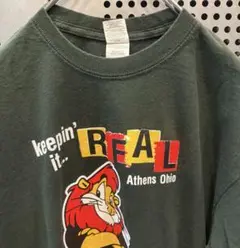 keepin'
it... REAL
Athens Ohio